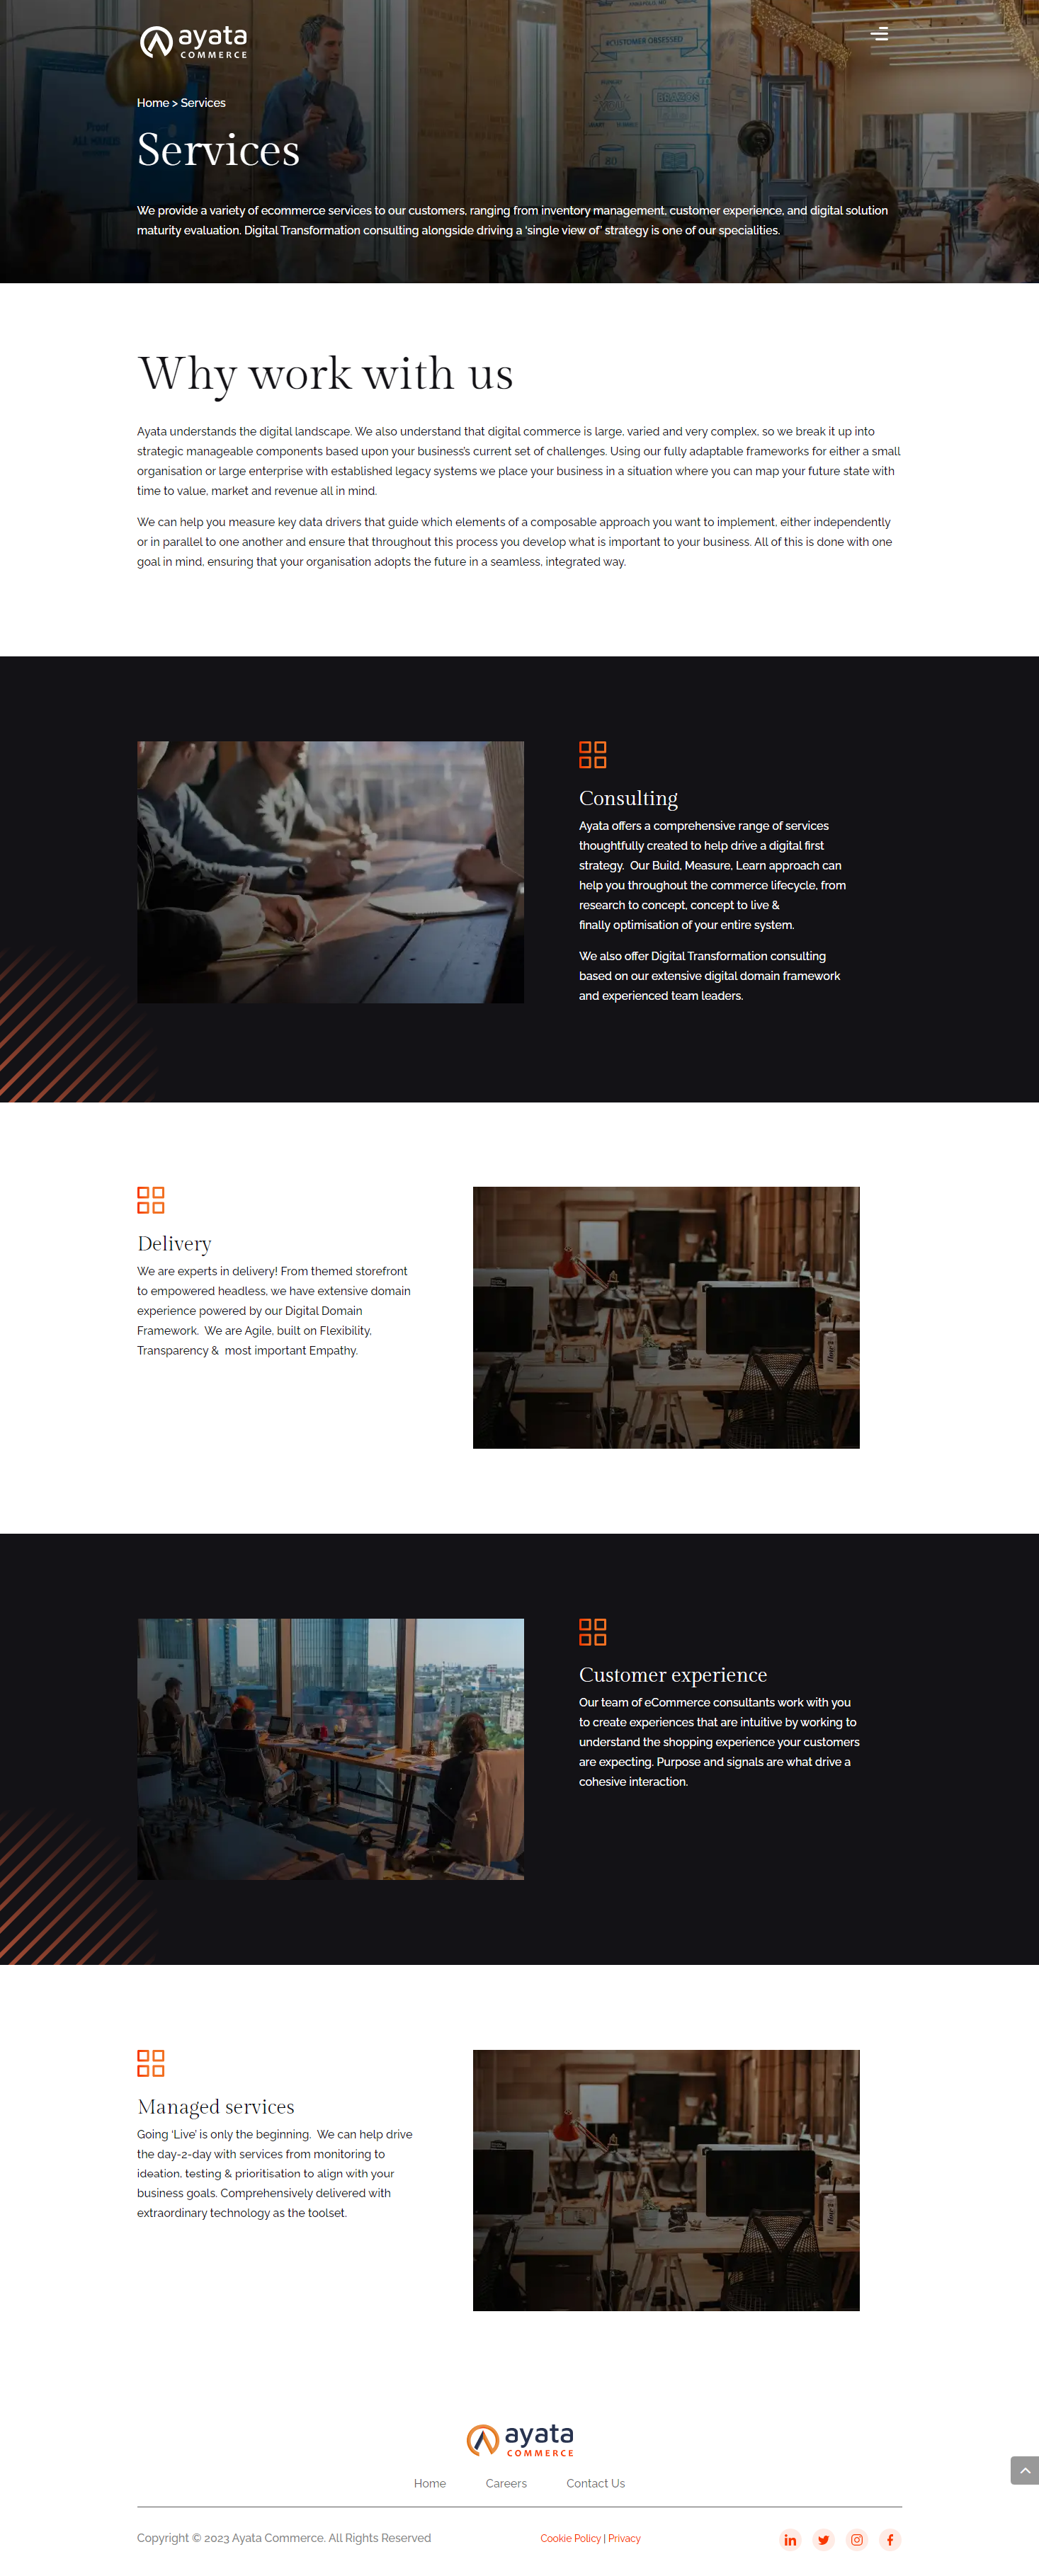 ayata
COMMERCE
#CUSTOMER OBSESSED
Home > Services
Services
We provide a variety of ecommerce services to our customers, ranging from inventory management, customer experience, and digital solution
maturity evaluation. Digital Transformation consulting alongside driving a ‘single view of” strategy is one of our specialities.
Why work with us
Ayata understands the digital landscape. We also understand that digital commerce is large, varied and very complex, so we break it up into
strategic manageable components based upon your business’s current set of challenges. Using our fully adaptable frameworks for either a small
organisation or large enterprise with established legacy systems we place your business in a situation where you can map your future state with
time to value, market and revenue all in mind.
We can help you measure key data drivers that guide which elements of a composable approach you want to implement, either independently
or in parallel to one another and ensure that throughout this process you develop what is important to your business. All of this is done with one
goal in mind, ensuring that your organisation adopts the future in a seamless, integrated way.
Consulting
Ayata offers a comprehensive range of services
thoughtfully created to help drive a digital first
strategy.  Our Build, Measure, Learn approach can
help you throughout the commerce lifecycle, from
research to concept, concept to live &
finally optimisation of your entire system.
We also offer Digital Transformation consulting
based on our extensive digital domain framework
and experienced team leaders.
Delivery
We are experts in delivery! From themed storefront
to empowered headless, we have extensive domain
experience powered by our Digital Domain
Framework.  We are Agile, built on Flexibility,
Transparency &  most important Empathy.
Customer experience
Our team of eCommerce consultants work with you
to create experiences that are intuitive by working to
understand the shopping experience your customers
are expecting. Purpose and signals are what drive a
cohesive interaction.
Managed services
Going ‘Live’ is only the beginning.  We can help drive
the day-2-day with services from monitoring to
ideation, testing & prioritisation to align with your
business goals. Comprehensively delivered with
extraordinary technology as the toolset.
ayata
COMMERCE
Home Careers Contact Us
Copyright © 2023 Ayata Commerce. All Rights Reserved
Cookie Policy | Privacy